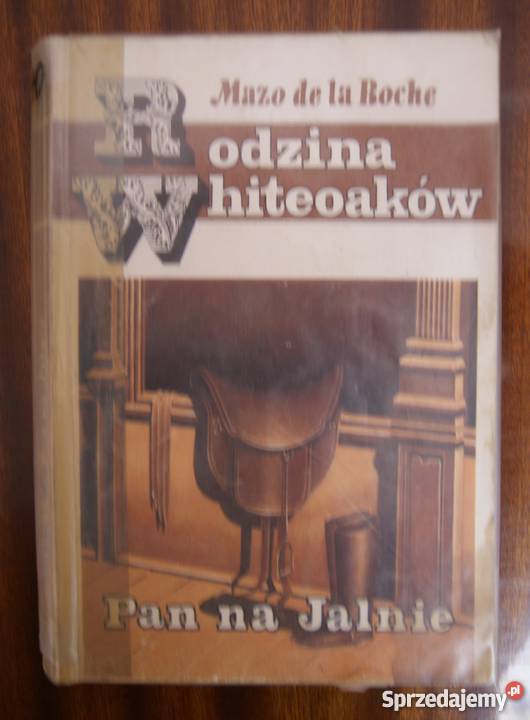 Mazo de la Roche
Rodzina
Whiteoaków
Pan na Jalnie
Sprzedajemy.pl